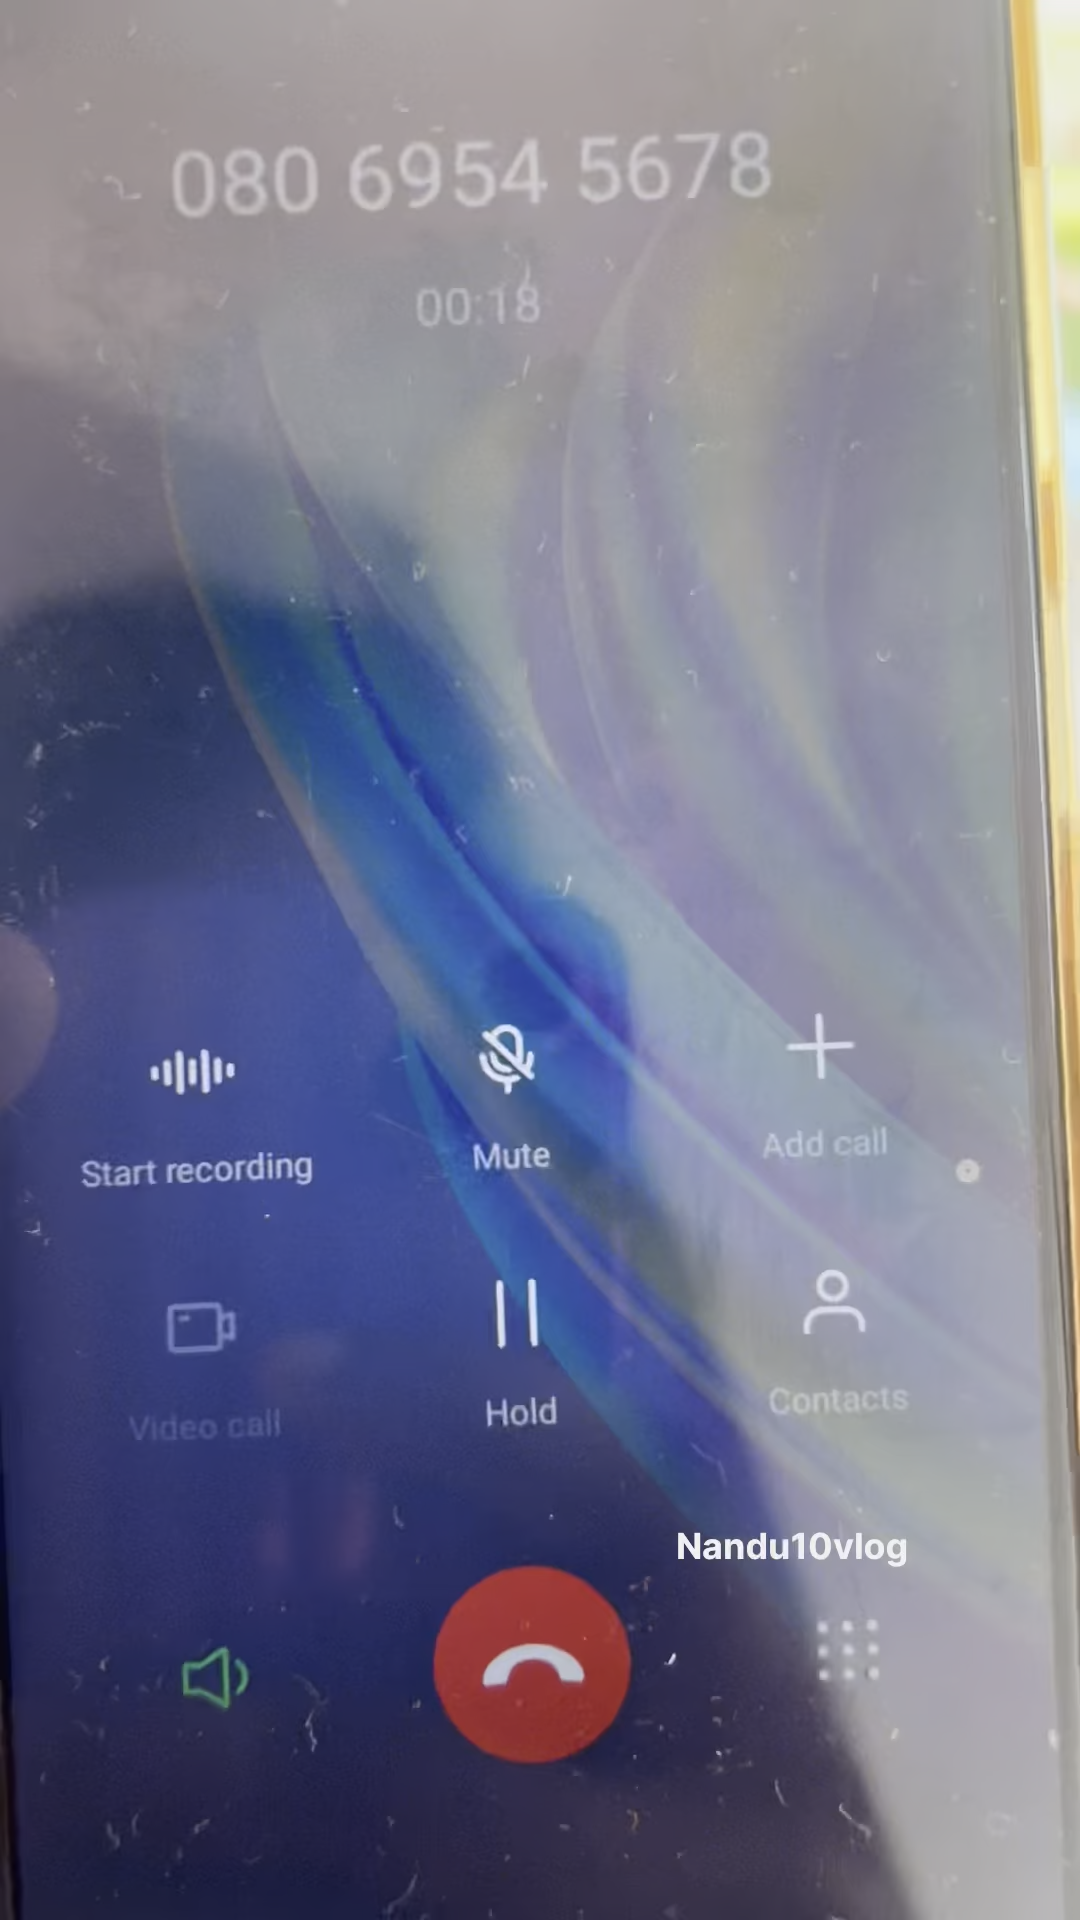 080 6954 5678
00:18
Start recording
Mute
Add call
Video call
Hold
Contacts
Nandu10vlog